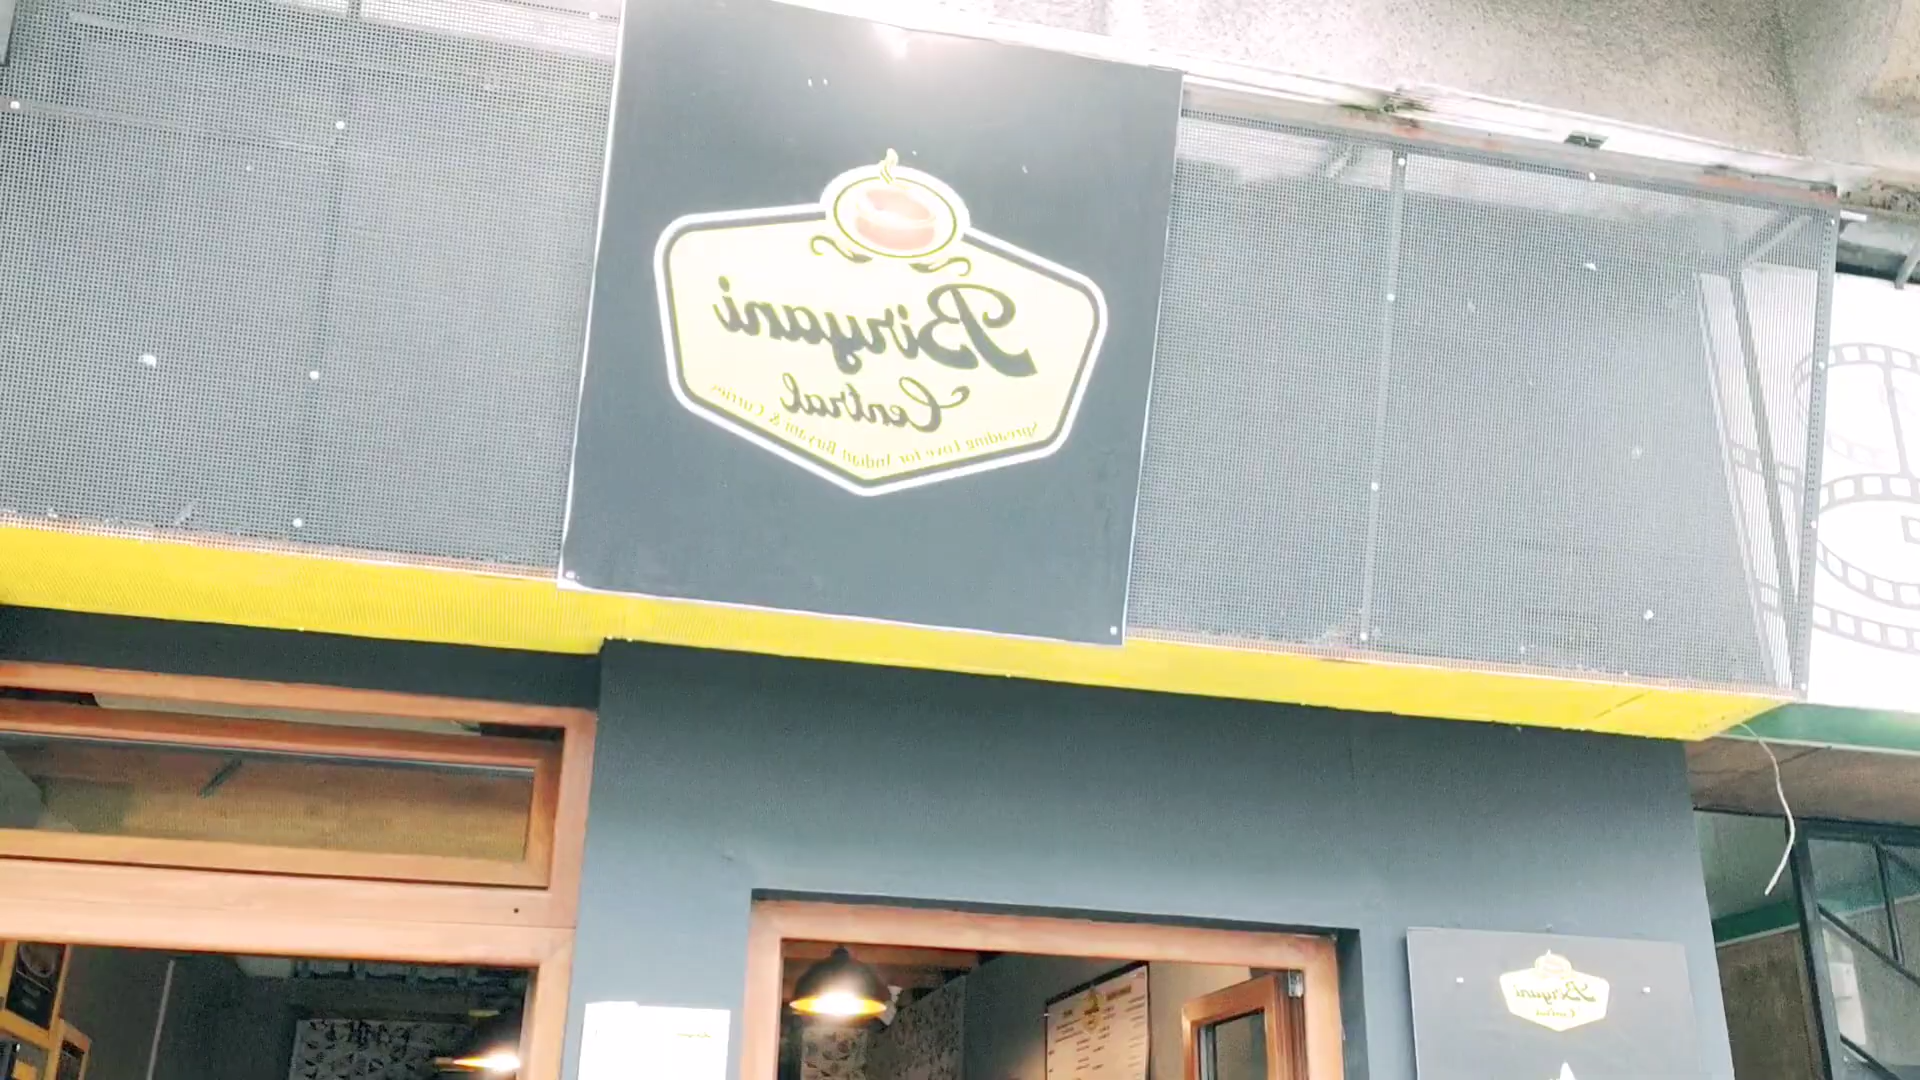 Biryani
Central
Spreading Love for Indian Biryani & Curries
Biryani
Central